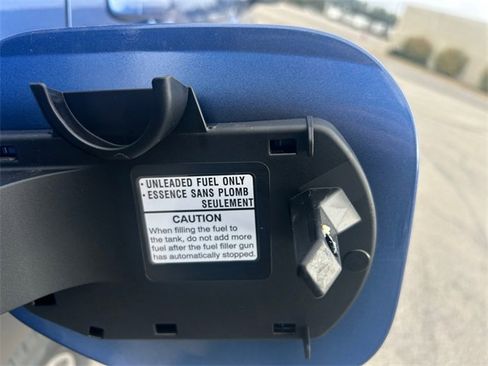 · UNLEADED FUEL ONLY
· ESSENCE SANS PLOMB
SEULEMENT
CAUTION
When filling the fuel to
the tank, do not add more
fuel after the fuel filler gun
has automatically stopped.